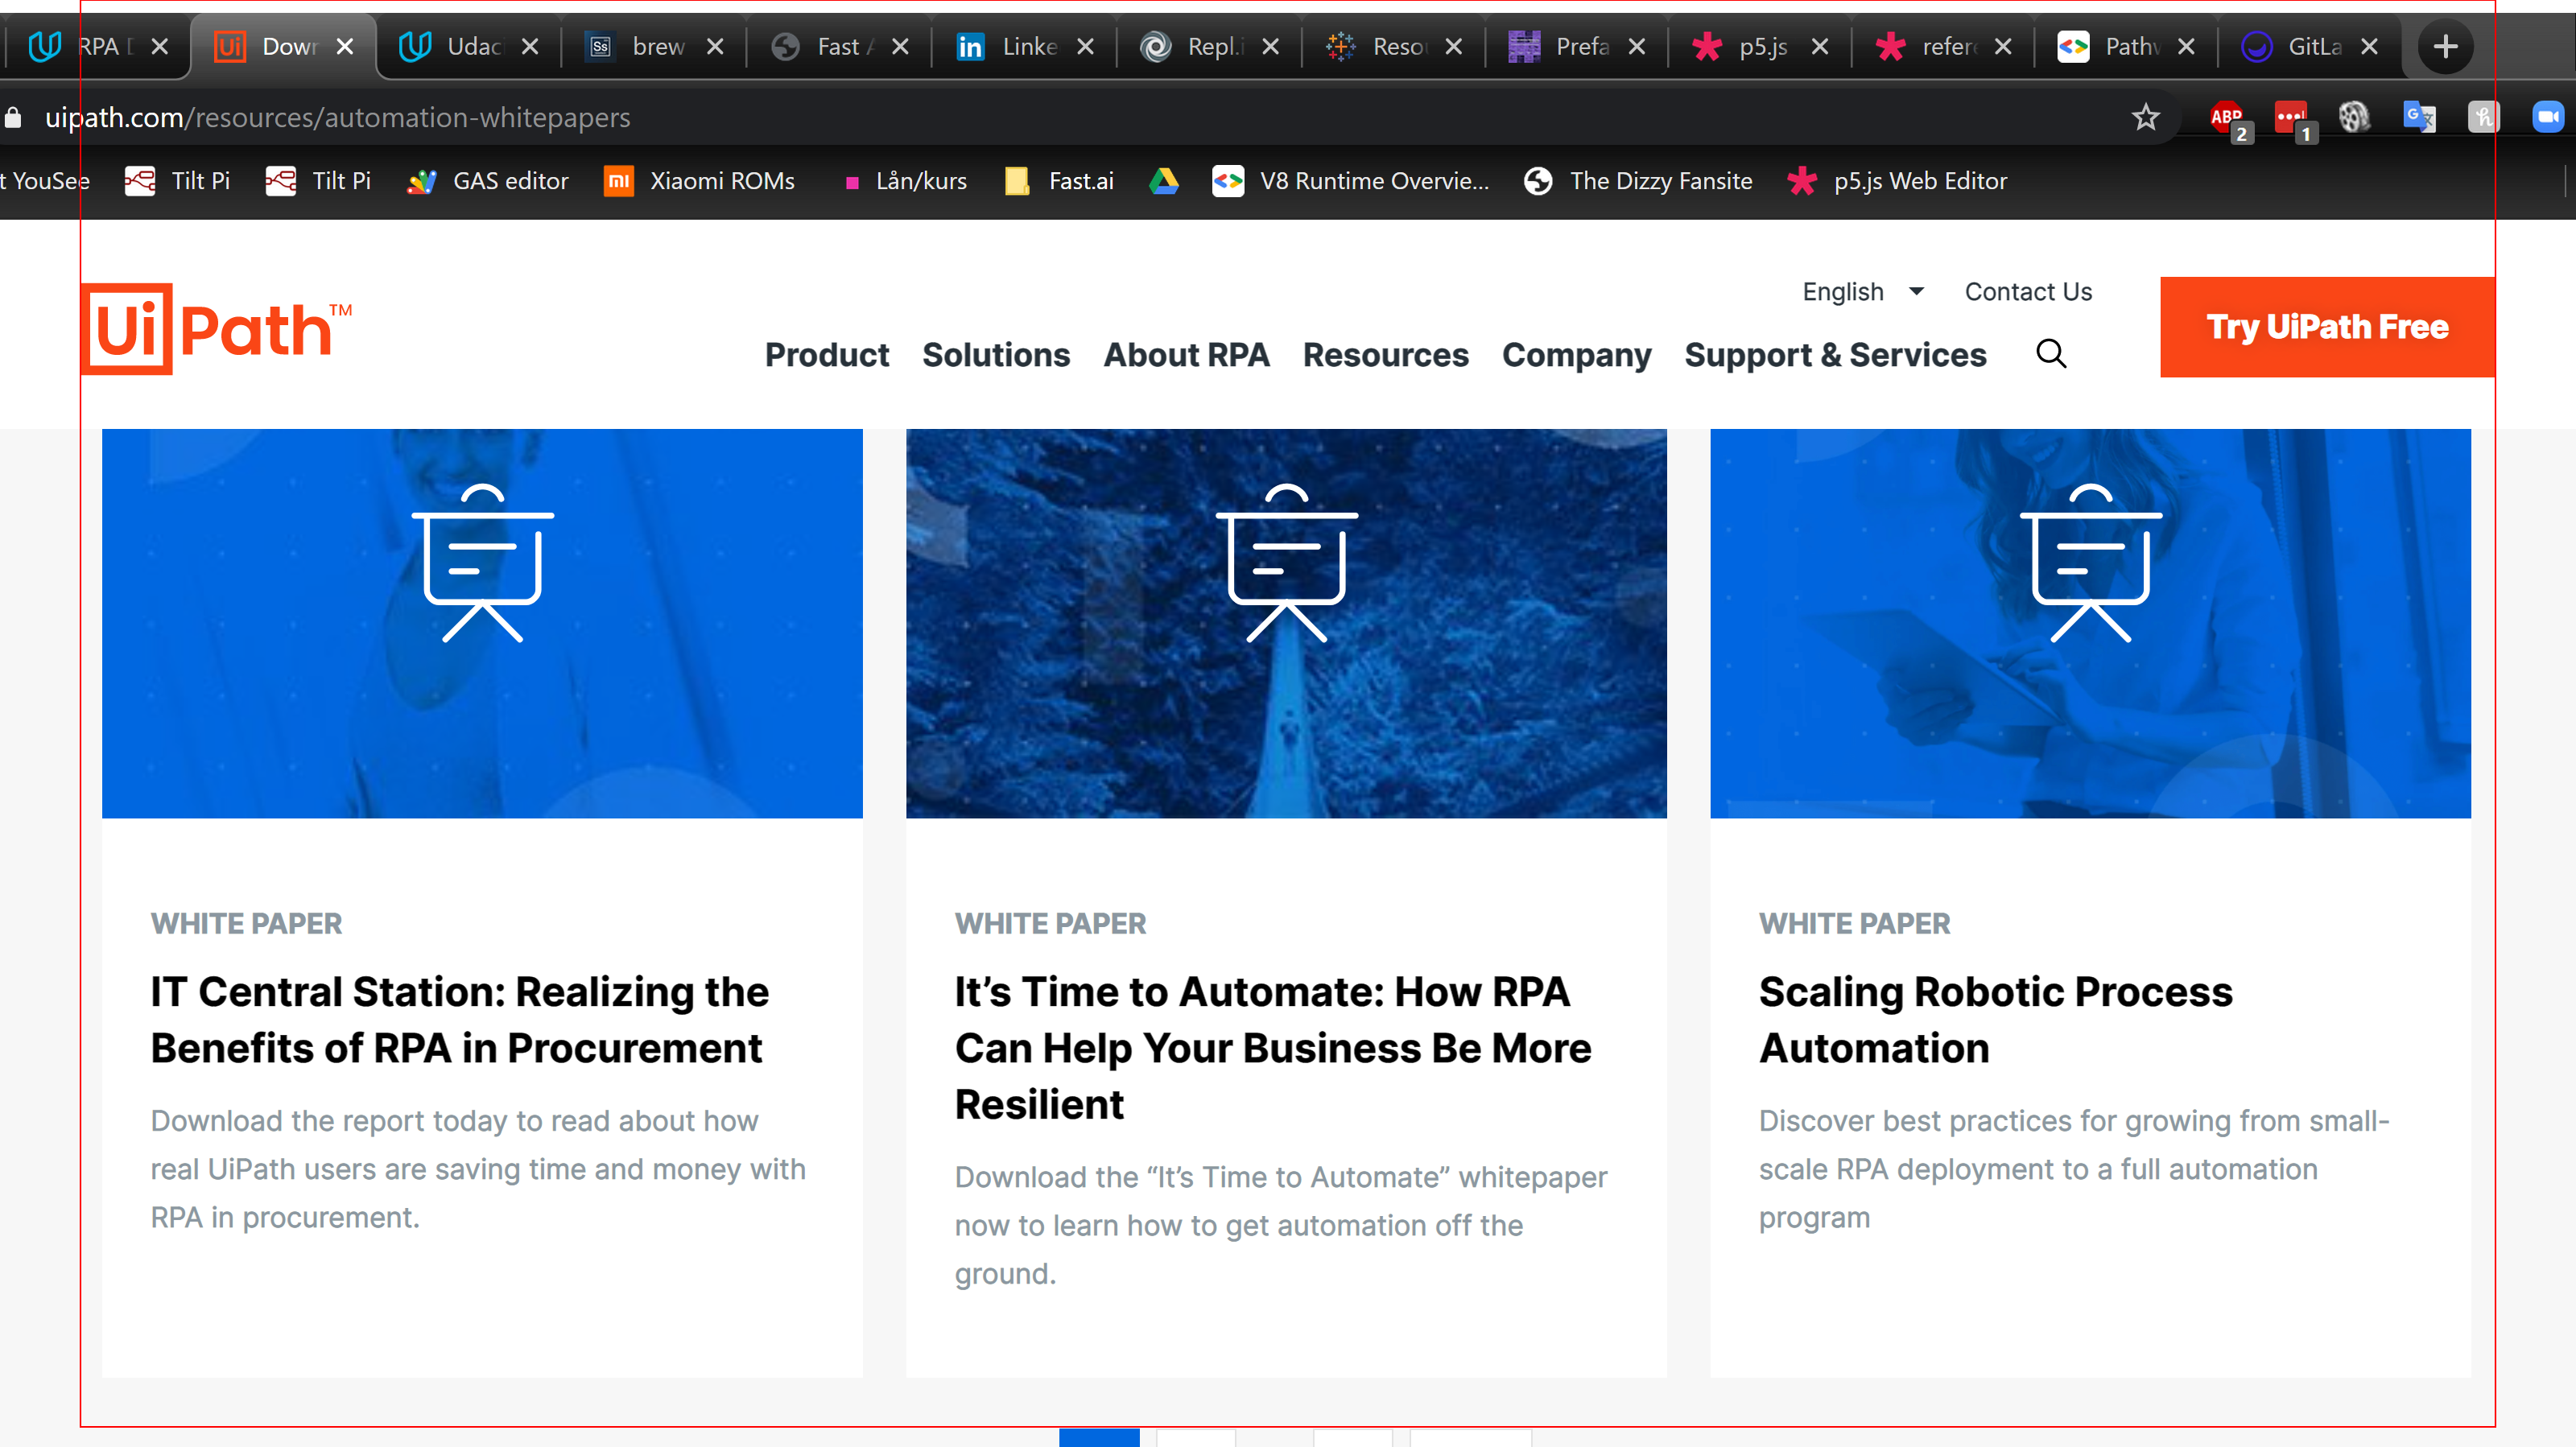 RPA D Dowr Udac brew Fast A Linke Repl.i Resou Prefa p5.js refere Pathw GitLa
uipath.com/resources/automation-whitepapers
ABP 2 1
t YouSee Tilt Pi Tilt Pi GAS editor Xiaomi ROMs Lån/kurs Fast.ai V8 Runtime Overvie... The Dizzy Fansite p5.js Web Editor
English Contact Us
UiPath™
Try UiPath Free
Product Solutions About RPA Resources Company Support & Services
WHITE PAPER
IT Central Station: Realizing the
Benefits of RPA in Procurement
Download the report today to read about how
real UiPath users are saving time and money with
RPA in procurement.
WHITE PAPER
It’s Time to Automate: How RPA
Can Help Your Business Be More
Resilient
Download the “It’s Time to Automate” whitepaper
now to learn how to get automation off the
ground.
WHITE PAPER
Scaling Robotic Process
Automation
Discover best practices for growing from small-
scale RPA deployment to a full automation
program